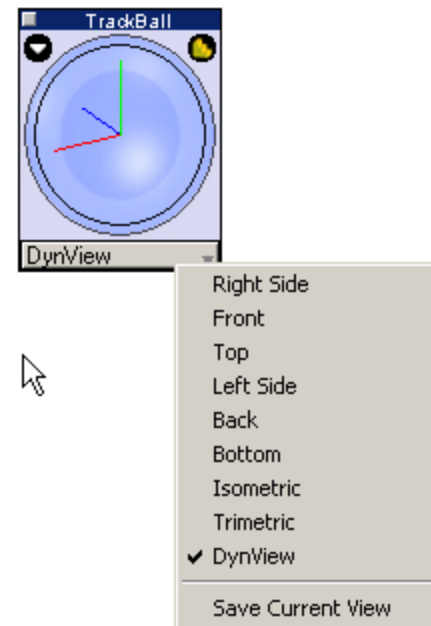 TrackBall
DynView
Right Side
Front
Top
Left Side
Back
Bottom
Isometric
Trimetric
DynView
Save Current View